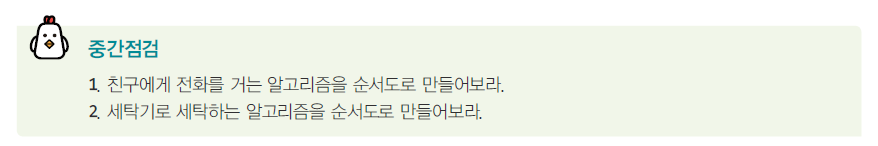 중간점검
1. 친구에게 전화를 거는 알고리즘을 순서도로 만들어보라.
2. 세탁기로 세탁하는 알고리즘을 순서도로 만들어보라.